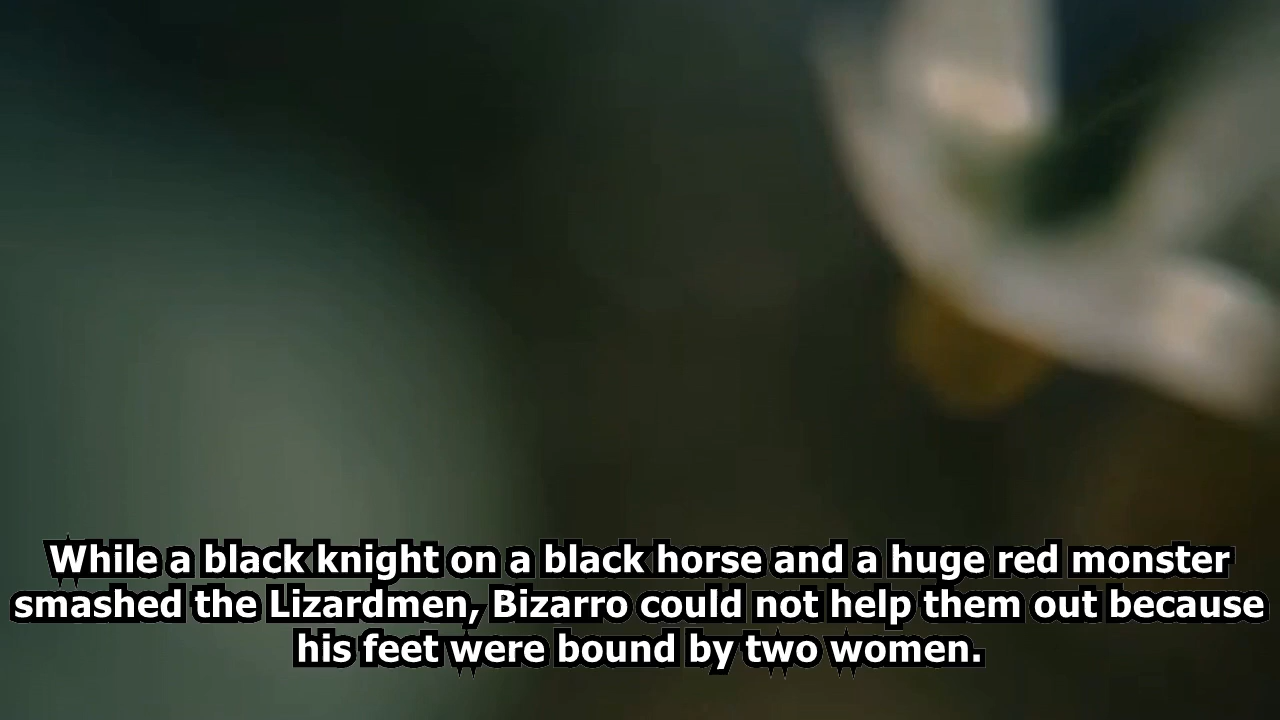 While a black knight on a black horse and a huge red monster
smashed the Lizardmen, Bizarro could not help them out because
his feet were bound by two women.